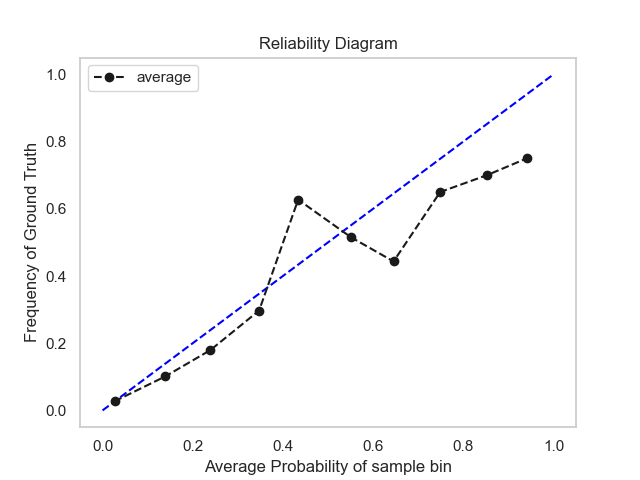 Reliability Diagram
average
Frequency of Ground Truth
1.0
0.8
0.6
0.4
0.2
0.0
0.0 0.2 0.4 0.6 0.8 1.0
Average Probability of sample bin